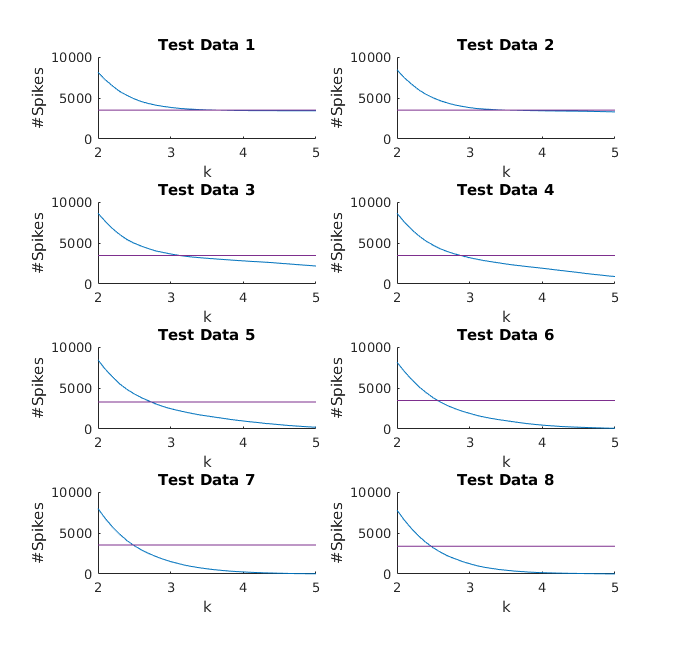 Test Data 1
10000
5000
0
#Spikes
2 3 4 5
k
Test Data 2
10000
5000
0
#Spikes
2 3 4 5
k
Test Data 3
10000
5000
0
#Spikes
2 3 4 5
k
Test Data 4
10000
5000
0
#Spikes
2 3 4 5
k
Test Data 5
10000
5000
0
#Spikes
2 3 4 5
k
Test Data 6
10000
5000
0
#Spikes
2 3 4 5
k
Test Data 7
10000
5000
0
#Spikes
2 3 4 5
k
Test Data 8
10000
5000
0
#Spikes
2 3 4 5
k